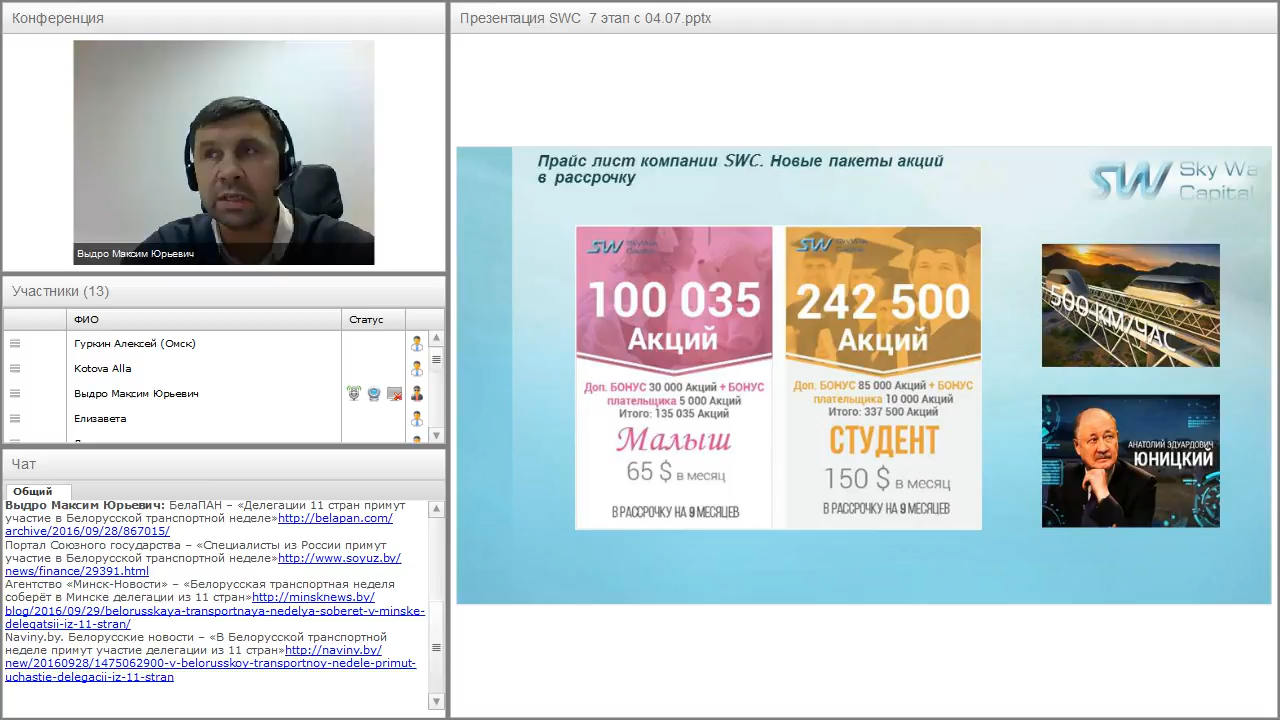 Конференция
Выдро Максим Юрьевич
Участники (13)
ФИО
Статус
Гуркин Алексей (Омск)
Kotova Alla
Выдро Максим Юрьевич
Елизавета
Чат
Общий
Выдро Максим Юрьевич: БелаПАН – «Делегации 11 стран примут
участие в Белорусской транспортной неделе»http://belapan.com/
archive/2016/09/28/867015/
Портал Союзного государства – «Специалисты из России примут
участие в Белорусской транспортной неделе»http://www.soyuz.by/
news/finance/29391.html
Агентство «Минск-Новости» – «Белорусская транспортная неделя
соберёт в Минске делегации из 11 стран»http://minsknews.by/
blog/2016/09/29/belorusskaya-transportnaya-nedelya-soberet-v-minske-
delegatsii-iz-11-stran/
Naviny.by. Белорусские новости – «В Белорусской транспортной
неделе примут участие делегации из 11 стран»http://naviny.by/
new/20160928/1475062900-v-belorusskoy-transportnoy-nedele-primut-
uchastie-delegacii-iz-11-stran
Презентация SWC 7 этап с 04.07.pptx
Прайс лист компании SWC. Новые пакеты акций
в рассрочку
SW Sky Wa
Capital
SW SkyWay
Capital
100 035
Акций
Доп. БОНУС 30 000 Акций + БОНУС
плательщика 5 000 Акций
Итого: 135 035 Акций
Малыш
65 $ в месяц
В РАССРОЧКУ НА 9 МЕСЯЦЕВ
SW SkyWay
Capital
242 500
Акций
Доп. БОНУС 85 000 Акций + БОНУС
плательщика 10 000 Акций
Итого: 337 500 Акций
СТУДЕНТ
150 $ в месяц
В РАССРОЧКУ НА 9 МЕСЯЦЕВ
500 КМ/ЧАС
АНАТОЛИЙ ЭДУАРДОВИЧ
ЮНИЦКИЙ